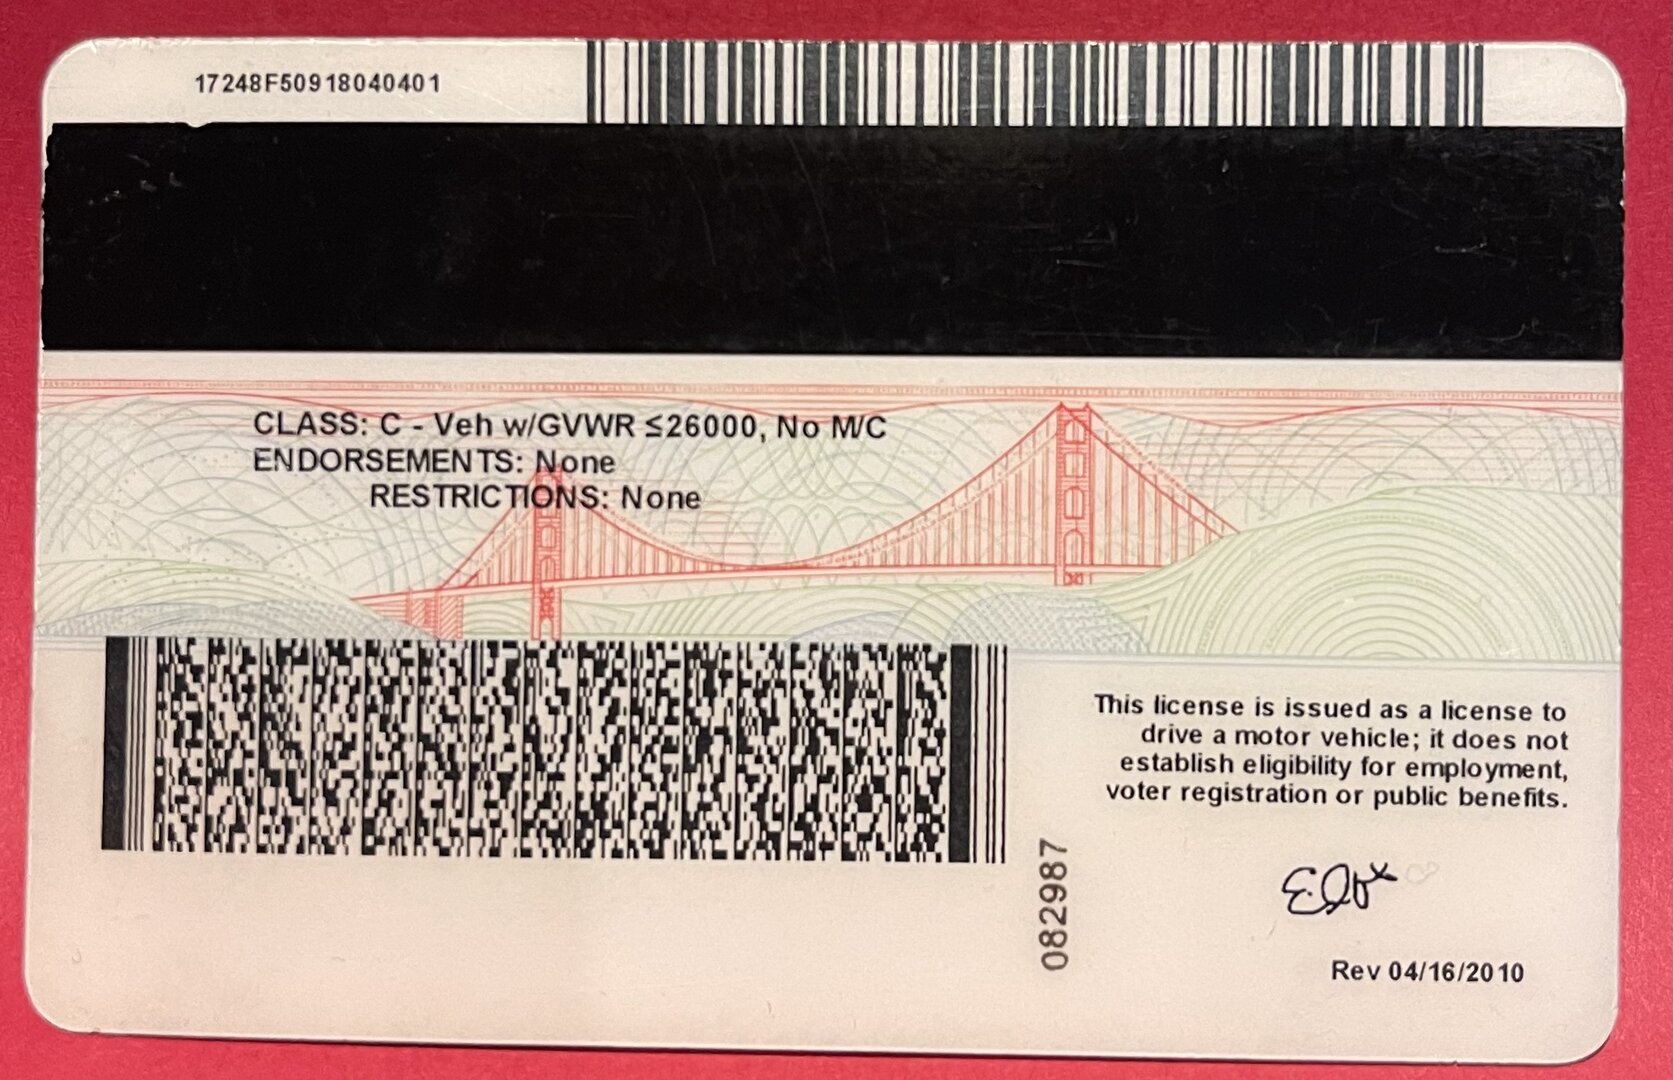 17248F50918040401
CLASS: C - Veh w/GVWR ≤26000, No M/C
ENDORSEMENTS: None
RESTRICTIONS: None
This license is issued as a license to
drive a motor vehicle; it does not
establish eligibility for employment,
voter registration or public benefits.
082987
Rev 04/16/2010